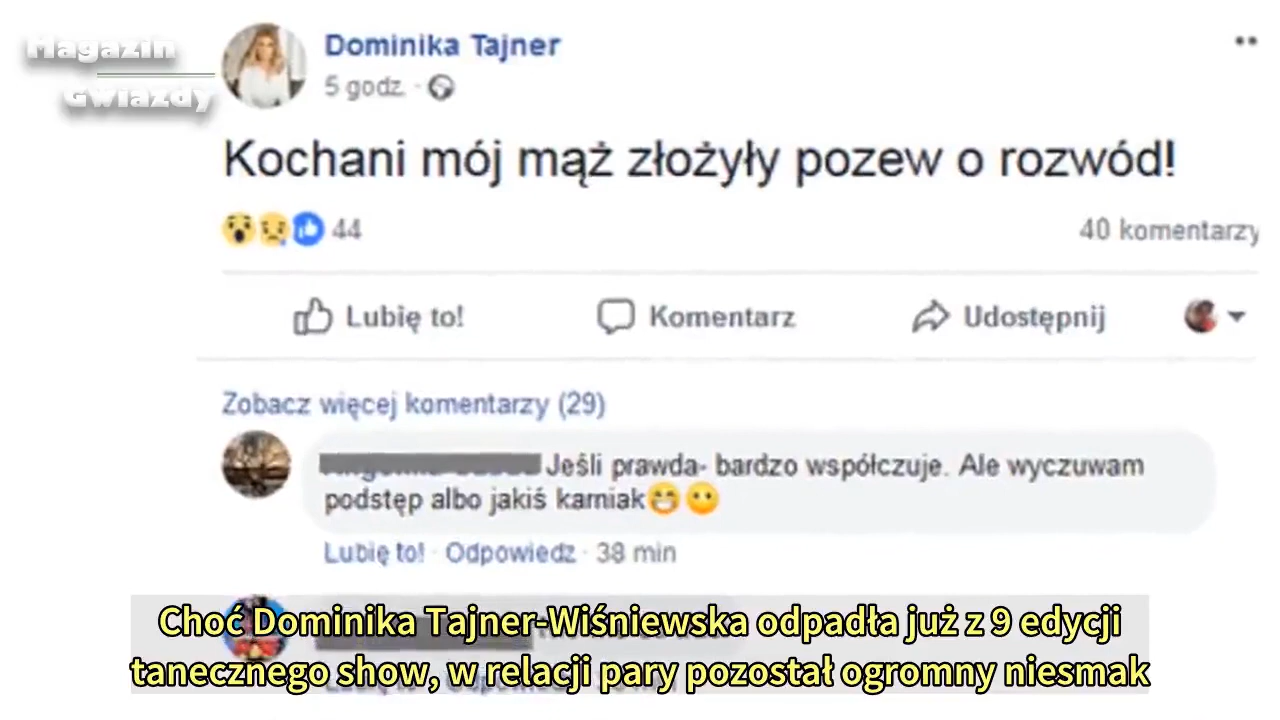 Magazin
Gwiazdy
Dominika Tajner
5 godz.
Kochani mój mąż złożyły pozew o rozwód!
44
40 komentarzy
Lubię to!
Komentarz
Udostępnij
Zobacz więcej komentarzy (29)
Jeśli prawda- bardzo współczuje. Ale wyczuwam
podstęp albo jakiś karniak
Lubię to! · Odpowiedz · 38 min
Choć Dominika Tajner-Wiśniewska odpadła już z 9 edycji
tanecznego show, w relacji pary pozostał ogromny niesmak